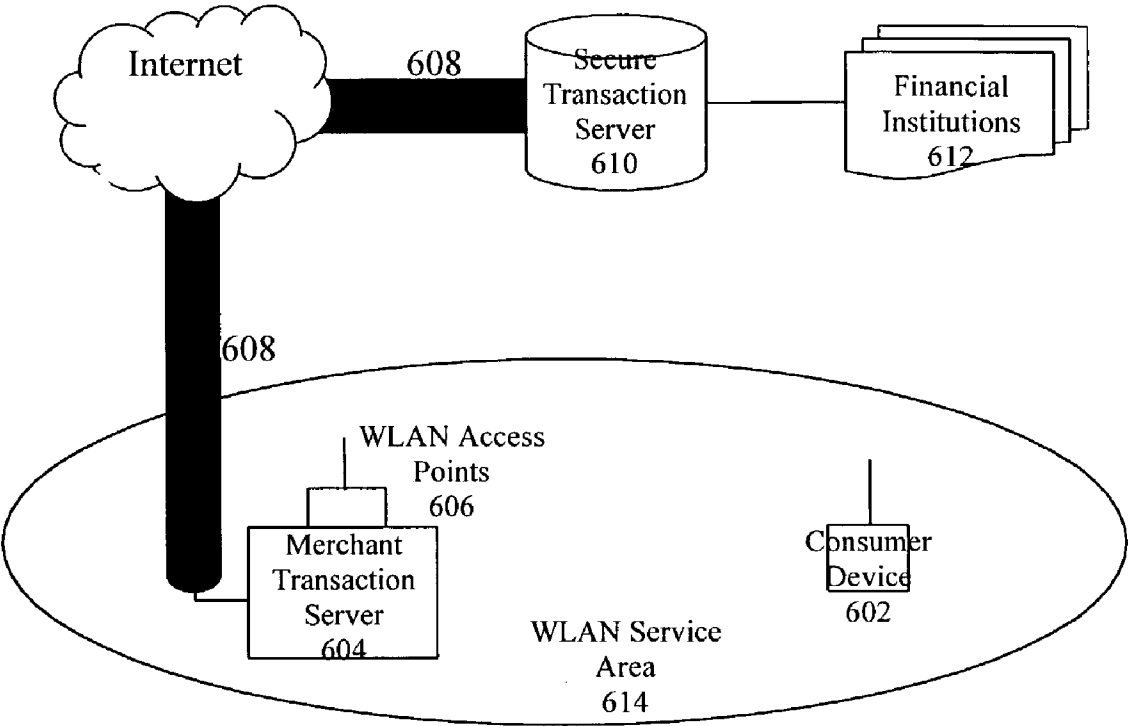 Internet
608
Secure
Transaction
Server
610
Financial
Institutions
612
608
WLAN Access
Points
606
Merchant
Transaction
Server
604
Consumer
Device
602
WLAN Service
Area
614